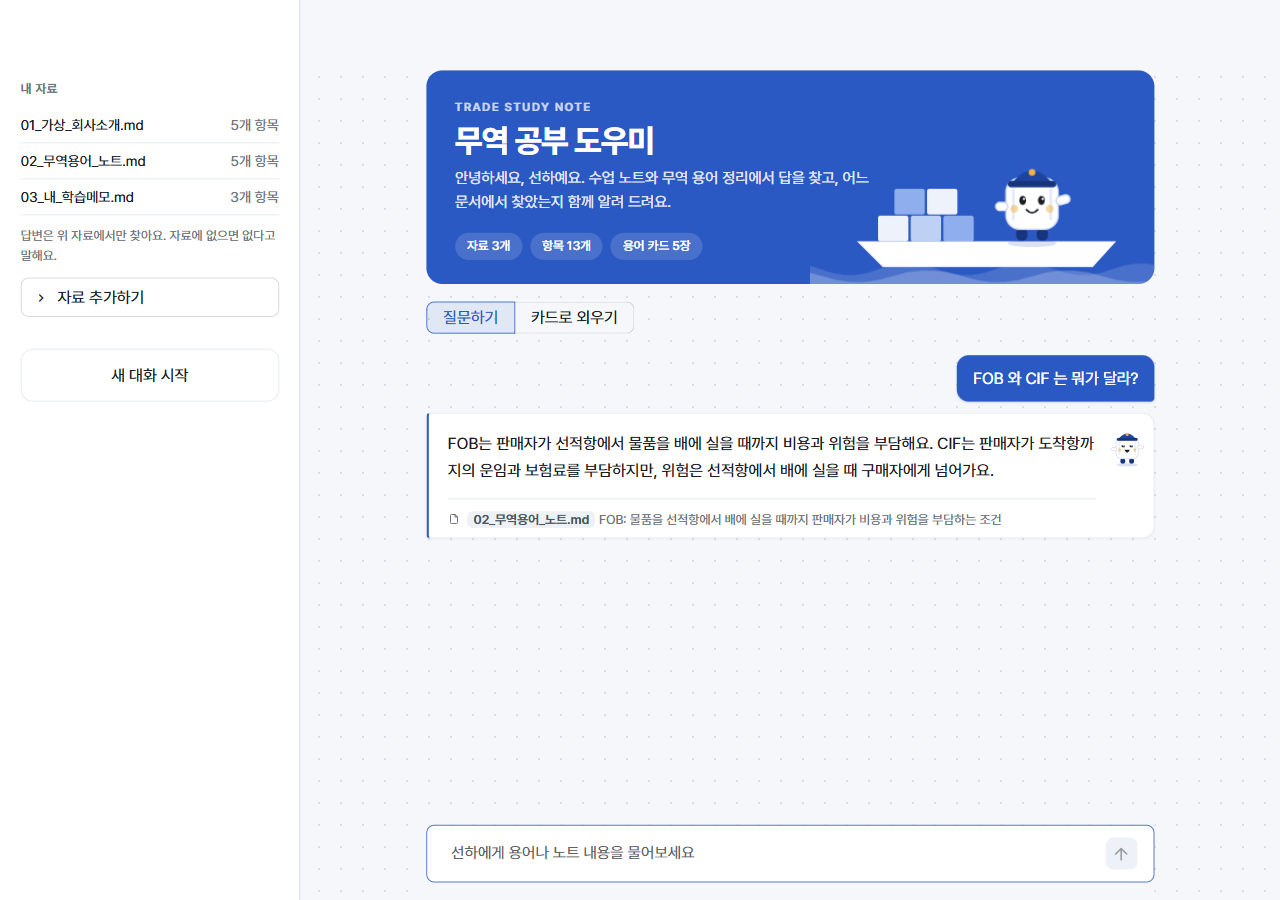 내 자료
01_가상_회사소개.md 5개 항목
02_무역용어_노트.md 5개 항목
03_내_학습메모.md 3개 항목
답변은 위 자료에서만 찾아요. 자료에 없으면 없다고
말해요.
자료 추가하기
새 대화 시작
TRADE STUDY NOTE
무역 공부 도우미
안녕하세요, 선하예요. 수업 노트와 무역 용어 정리에서 답을 찾고, 어느
문서에서 찾았는지 함께 알려 드려요.
자료 3개 항목 13개 용어 카드 5장
질문하기 카드로 외우기
FOB 와 CIF 는 뭐가 달라?
FOB는 판매자가 선적항에서 물품을 배에 실을 때까지 비용과 위험을 부담해요. CIF는 판매자가 도착항까
지의 운임과 보험료를 부담하지만, 위험은 선적항에서 배에 실을 때 구매자에게 넘어가요.
02_무역용어_노트.md FOB: 물품을 선적항에서 배에 실을 때까지 판매자가 비용과 위험을 부담하는 조건
선하에게 용어나 노트 내용을 물어보세요